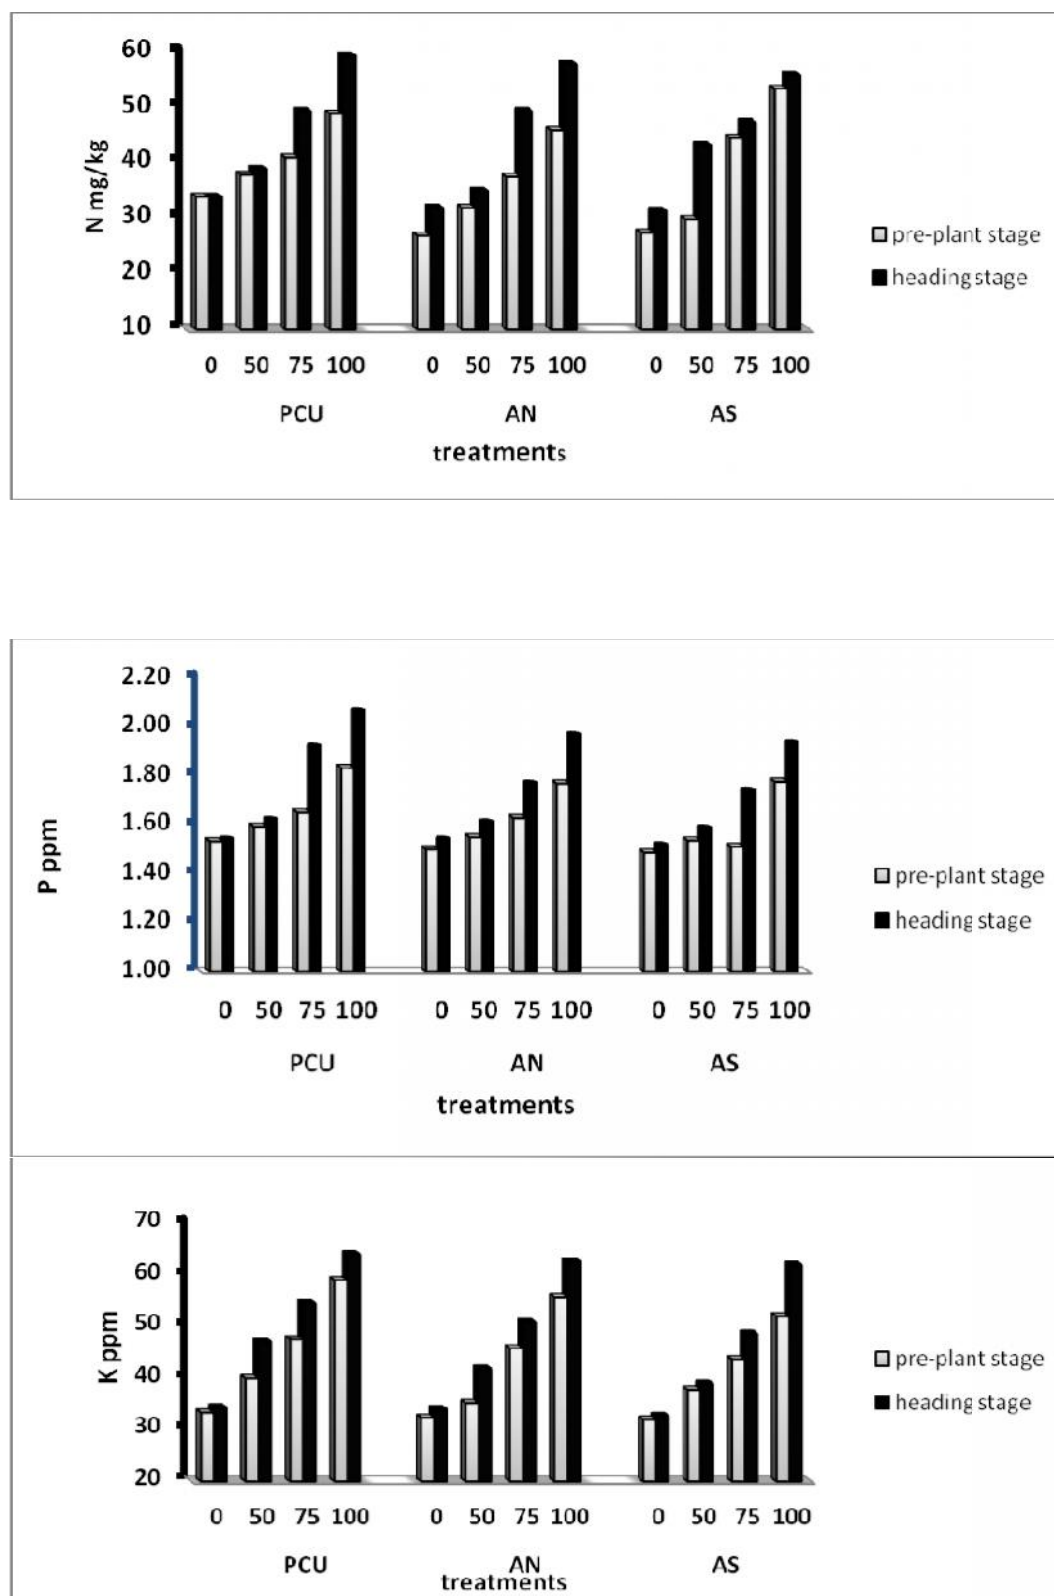 60
50
40
30
20
10
N mg/kg
pre-plant stage
heading stage
0 50 75 100 0 50 75 100 0 50 75 100
PCU AN AS
treatments
2.20
2.00
1.80
1.60
1.40
1.20
1.00
P ppm
pre-plant stage
heading stage
0 50 75 100 0 50 75 100 0 50 75 100
PCU AN AS
treatments
70
60
50
40
30
20
K ppm
pre-plant stage
heading stage
0 50 75 100 0 50 75 100 0 50 75 100
PCU AN AS
treatments